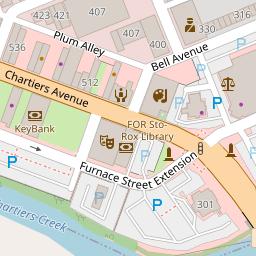 407
400
407
330
Plum Alley
Bell Avenue
316
536
423 421
512
Chartiers Avenue
KeyBank
FOR Sto-
Rox Library
P
P
P
P
P
P
P
P
Furnace Street Extension
301
Chartiers Creek